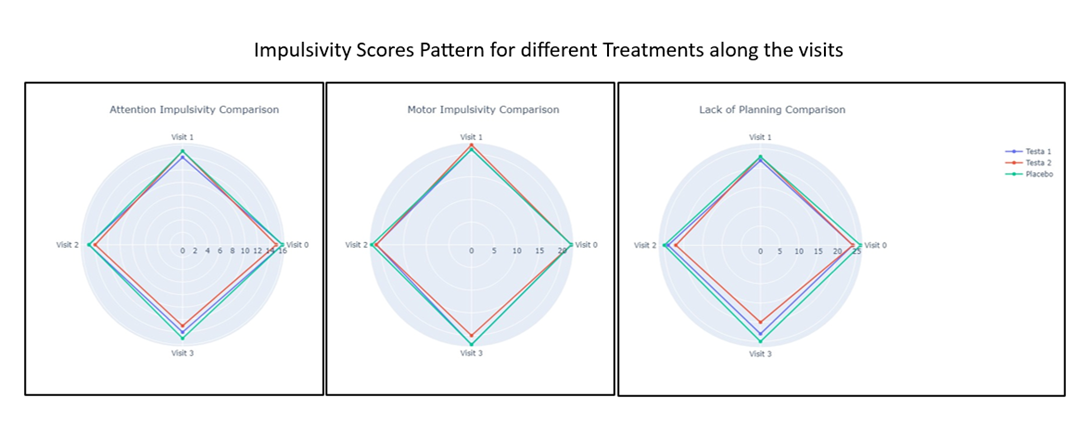 Impulsivity Scores Pattern for different Treatments along the visits
Attention Impulsivity Comparison
Visit 1
Visit 2
0 2 4 6 8 10 12 14 16
Visit 0
Visit 3
Motor Impulsivity Comparison
Visit 1
Visit 2
0 5 10 15 20
Visit 0
Visit 3
Lack of Planning Comparison
Visit 1
Visit 2
0 5 10 15 20 25
Visit 0
Visit 3
Testa 1
Testa 2
Placebo